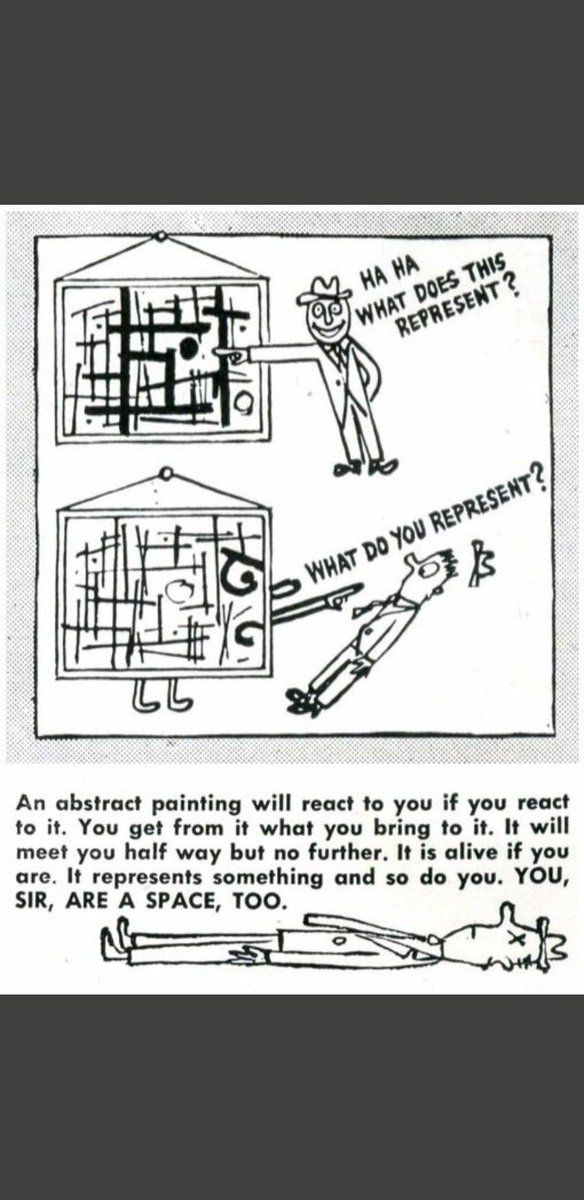 HA HA
WHAT DOES THIS
REPRESENT?
WHAT DO YOU REPRESENT?
An abstract painting will react to you if you react
to it. You get from it what you bring to it. It will
meet you half way but no further. It is alive if you
are. It represents something and so do you. YOU,
SIR, ARE A SPACE, TOO.